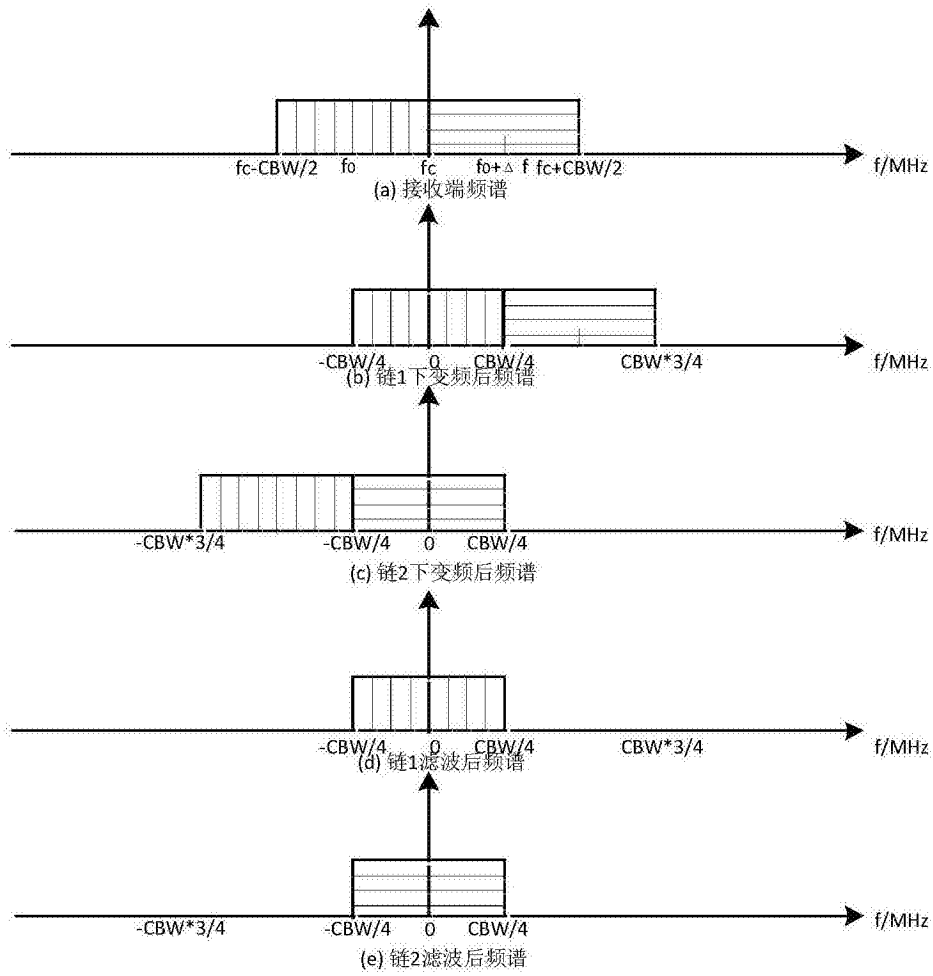 fc-CBW/2 f0 fc f0+△ f fc+CBW/2 f/MHz
(a) 接收端频谱
-CBW/4 0 CBW/4 CBW*3/4 f/MHz
(b) 链1下变频后频谱
-CBW*3/4 -CBW/4 0 CBW/4 f/MHz
(c) 链2下变频后频谱
-CBW/4 0 CBW/4 CBW*3/4 f/MHz
(d) 链1滤波后频谱
-CBW*3/4 -CBW/4 0 CBW/4 f/MHz
(e) 链2滤波后频谱